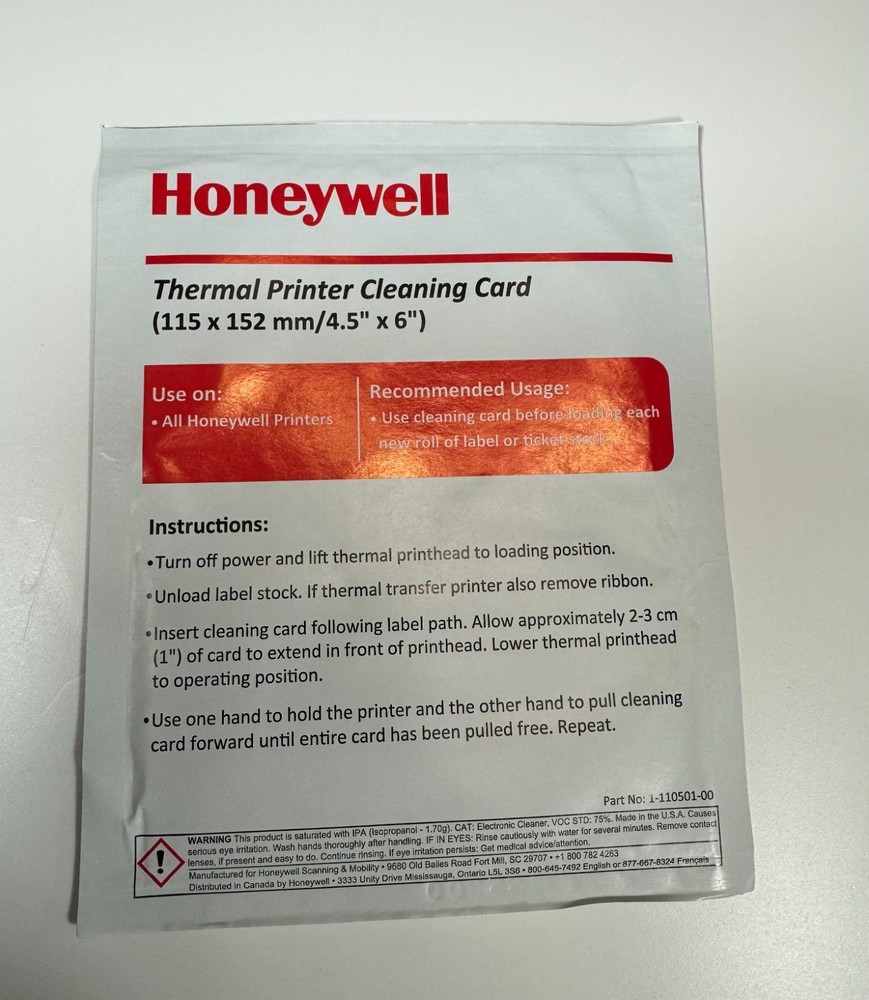 Honeywell
Thermal Printer Cleaning Card
(115 x 152 mm/4.5" x 6")
Use on:
• All Honeywell Printers
Recommended Usage:
• Use cleaning card before loading each
new roll of label or ticket stock
Instructions:
•Turn off power and lift thermal printhead to loading position.
•Unload label stock. If thermal transfer printer also remove ribbon.
•Insert cleaning card following label path. Allow approximately 2-3 cm
(1") of card to extend in front of printhead. Lower thermal printhead
to operating position.
•Use one hand to hold the printer and the other hand to pull cleaning
card forward until entire card has been pulled free. Repeat.
Part No: 1-110501-00
WARNING This product is saturated with IPA (Isopropanol - 1.70g). CAT: Electronic Cleaner, VOC STD: 75%. Made in the U.S.A. Causes
serious eye irritation. Wash hands thoroughly after handling. IF IN EYES: Rinse cautiously with water for several minutes. Remove contact
lenses, if present and easy to do. Continue rinsing. If eye irritation persists: Get medical advice/attention.
Manufactured for Honeywell Scanning & Mobility • 9680 Old Bailes Road Fort Mill, SC 29707 • +1 800 782 4263
Distributed in Canada by Honeywell • 3333 Unity Drive Mississauga, Ontario L5L 3S6 • 800-645-7492 English or 877-667-8324 Français